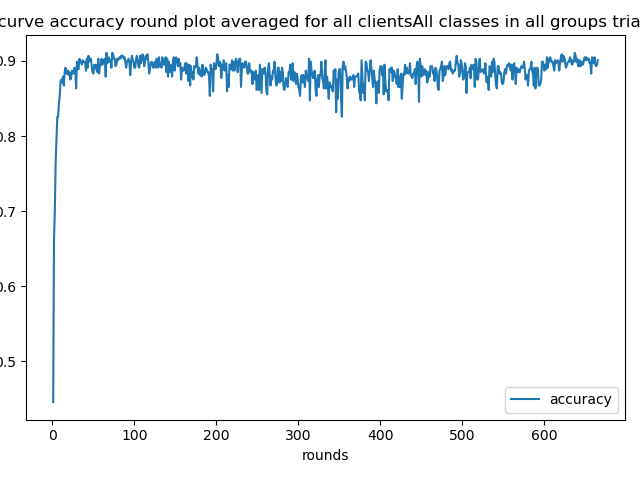 curve accuracy round plot averaged for all clientsAll classes in all groups tria
0.9
0.8
0.7
0.6
0.5
accuracy
0 100 200 300 400 500 600
rounds